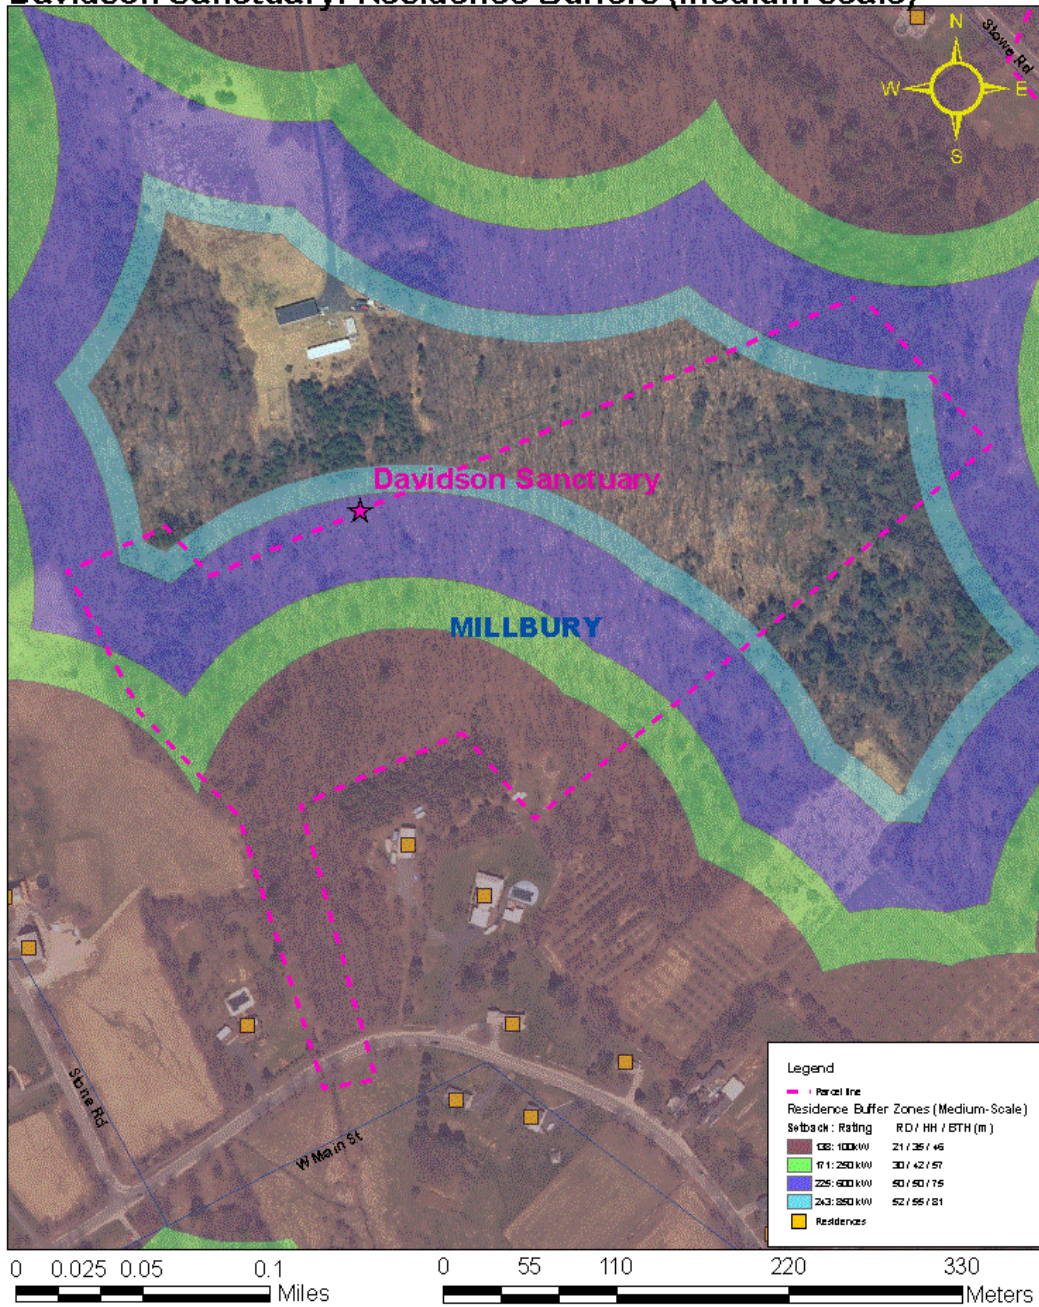 Davidson Sanctuary: Residence Buffers (medium scale)
N
W E
S
Stowe Rd
Davidson Sanctuary
MILLBURY
Stone Rd
W Main St
Legend
Parcel line
Residence Buffer Zones (Medium-Scale)
Setback: Rating RD / HH / BTH (m)
138: 100kW 21 / 35 / 46
171: 250 kW 30 / 42 / 57
225: 600 kW 50 / 50 / 75
243: 850 kW 52 / 55 / 81
Residences
0 0.025 0.05 0.1 Miles
0 55 110 220 330 Meters